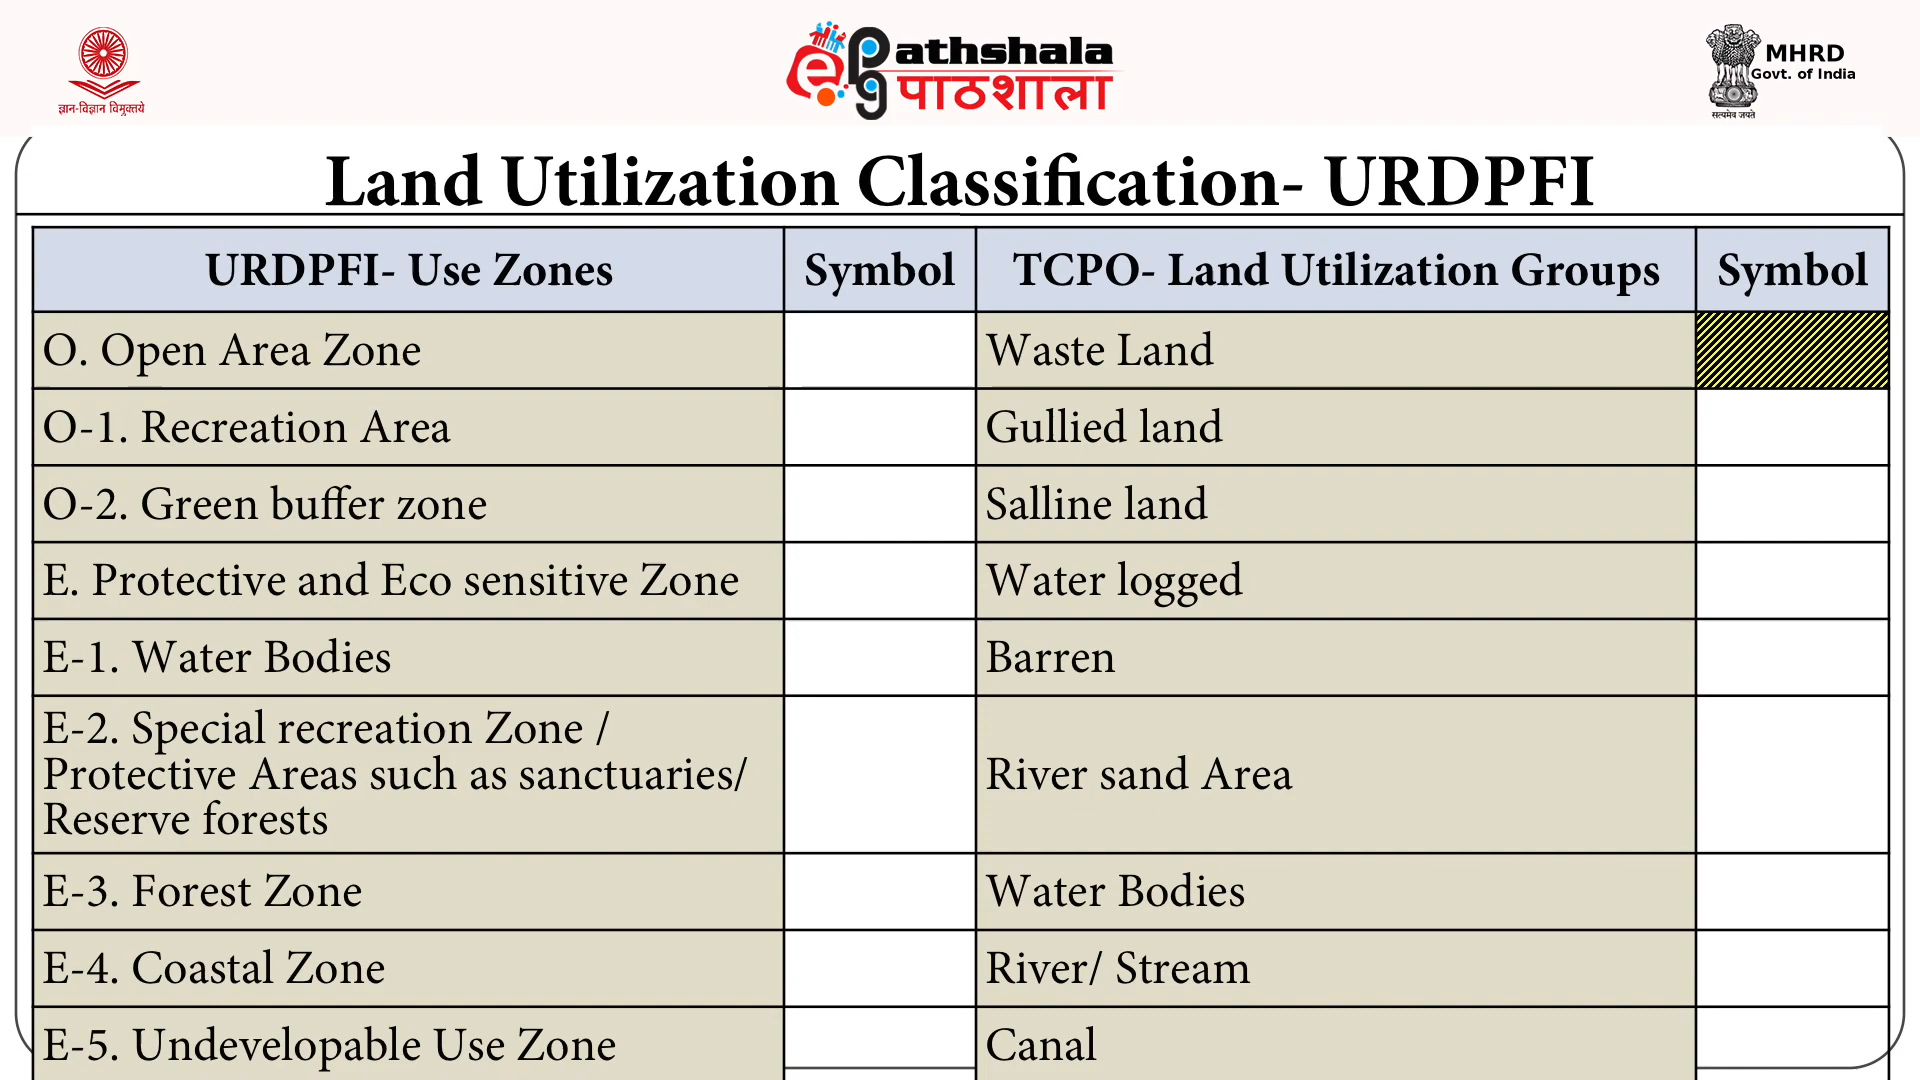 ज्ञान-विज्ञान विमुक्तये
e PG athshala
पाठशाला
MHRD
Govt. of India
सत्यमेव जयते
Land Utilization Classification- URDPFI
URDPFI- Use Zones Symbol TCPO- Land Utilization Groups Symbol
O. Open Area Zone Waste Land
O-1. Recreation Area Gullied land
O-2. Green buffer zone Salline land
E. Protective and Eco sensitive Zone Water logged
E-1. Water Bodies Barren
E-2. Special recreation Zone /
Protective Areas such as sanctuaries/ River sand Area
Reserve forests
E-3. Forest Zone Water Bodies
E-4. Coastal Zone River/ Stream
E-5. Undevelopable Use Zone Canal